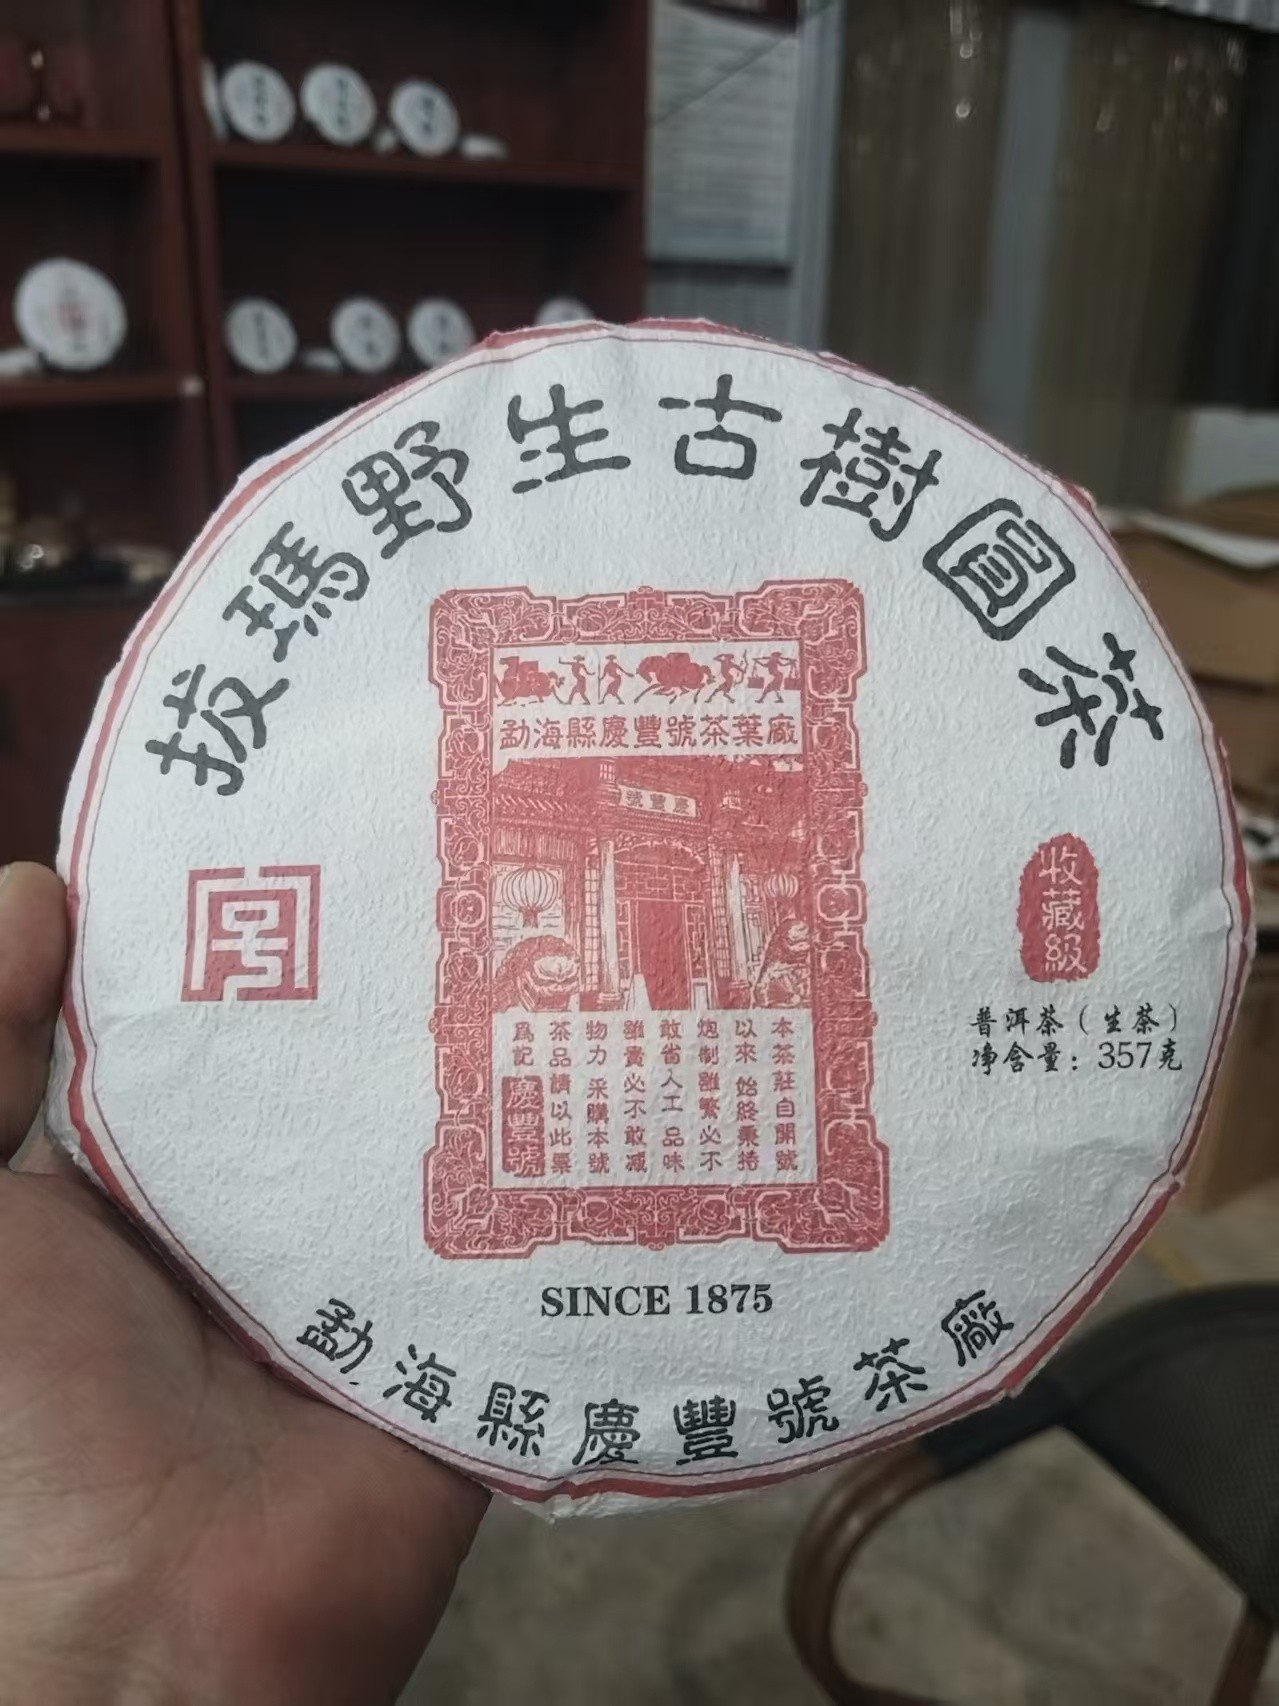 拔瑪野生古樹圓茶
勐海縣慶豐號茶葉廠
慶豐號
收藏級
普洱茶（生茶）
净含量：357克
本茶莊自開號
以來 始終秉持
炮制雖繁必不
敢省人工 品味
雖貴必不敢减
物力 采購本號
茶品請以此票
爲記 慶豐號
SINCE 1875
勐海縣慶豐號茶廠